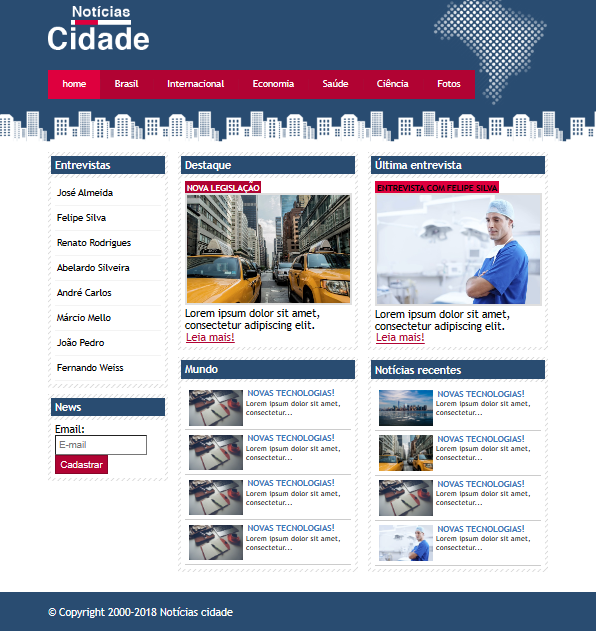 Notícias
Cidade
home Brasil Internacional Economia Saúde Ciência Fotos
Entrevistas
José Almeida
Felipe Silva
Renato Rodrigues
Abelardo Silveira
André Carlos
Márcio Mello
João Pedro
Fernando Weiss
News
Email:
E-mail
Cadastrar
Destaque
NOVA LEGISLAÇÃO
Lorem ipsum dolor sit amet,
consectetur adipiscing elit.
Leia mais!
Última entrevista
ENTREVISTA COM FELIPE SILVA
Lorem ipsum dolor sit amet,
consectetur adipiscing elit.
Leia mais!
Mundo
NOVAS TECNOLOGIAS!
Lorem ipsum dolor sit amet,
consectetur...
NOVAS TECNOLOGIAS!
Lorem ipsum dolor sit amet,
consectetur...
NOVAS TECNOLOGIAS!
Lorem ipsum dolor sit amet,
consectetur...
NOVAS TECNOLOGIAS!
Lorem ipsum dolor sit amet,
consectetur...
Notícias recentes
NOVAS TECNOLOGIAS!
Lorem ipsum dolor sit amet,
consectetur...
NOVAS TECNOLOGIAS!
Lorem ipsum dolor sit amet,
consectetur...
NOVAS TECNOLOGIAS!
Lorem ipsum dolor sit amet,
consectetur...
NOVAS TECNOLOGIAS!
Lorem ipsum dolor sit amet,
consectetur...
© Copyright 2000-2018 Notícias cidade